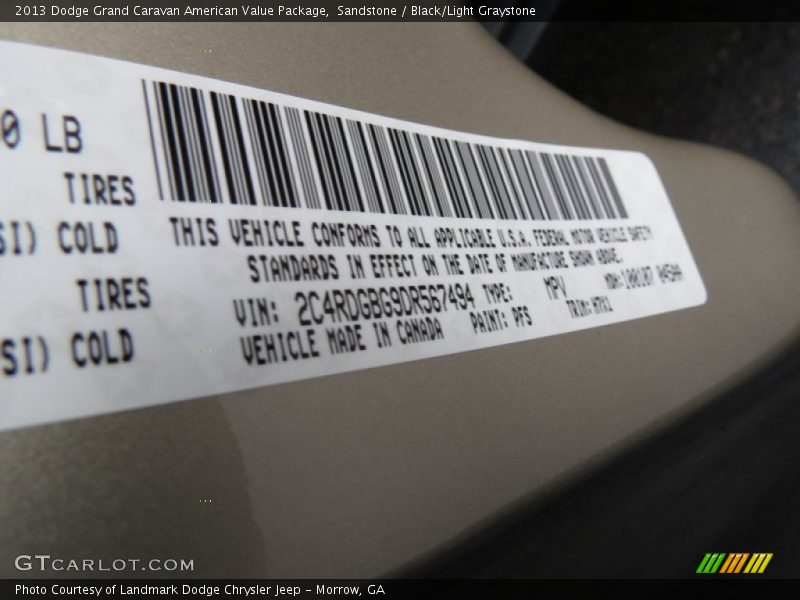 2013 Dodge Grand Caravan American Value Package,  Sandstone / Black/Light Graystone
0 LB
TIRES
SI) COLD
TIRES
SI) COLD
THIS VEHICLE CONFORMS TO ALL APPLICABLE U.S.A. FEDERAL MOTOR VEHICLE SAFETY
STANDARDS IN EFFECT ON THE DATE OF MANUFACTURE SHOWN ABOVE.
VIN: 2C4RDGBG9DR567494 TYPE: MPV MDH:
VEHICLE MADE IN CANADA PAINT: PFS TRIM:
GTCARLOT.COM
Photo Courtesy of Landmark Dodge Chrysler Jeep - Morrow, GA